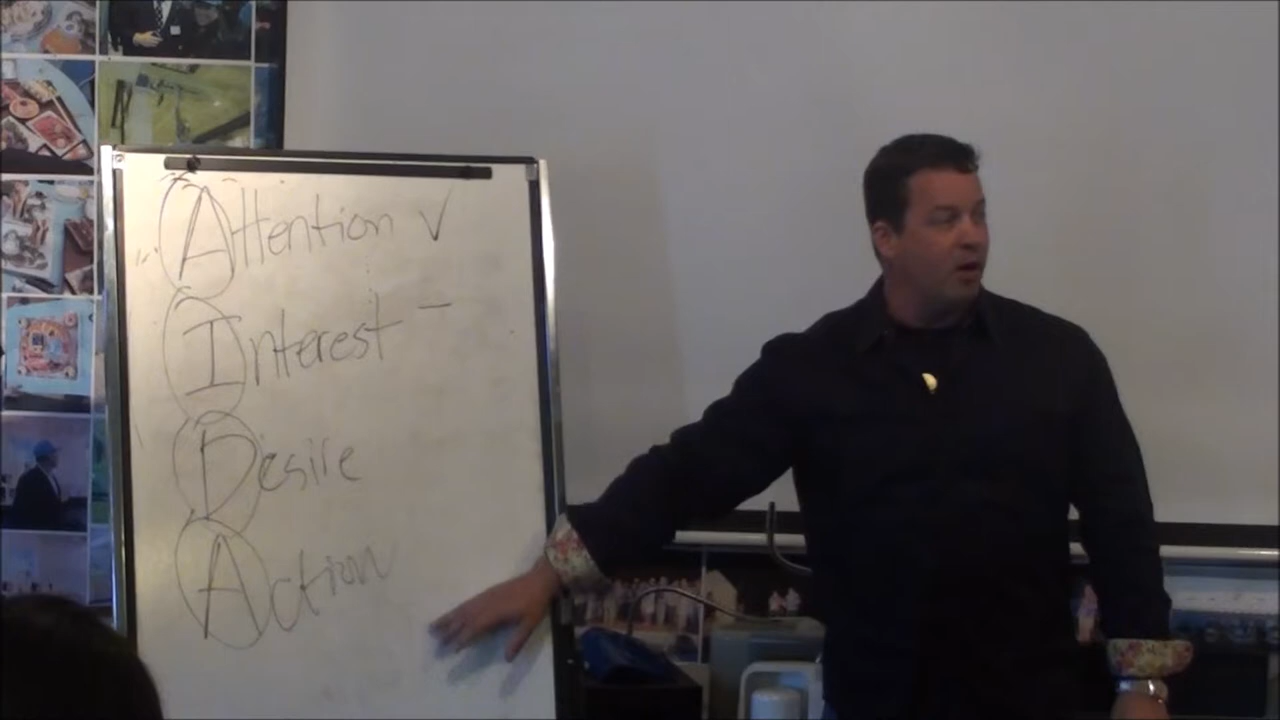 Attention ✓
Interest –
Desire
Action